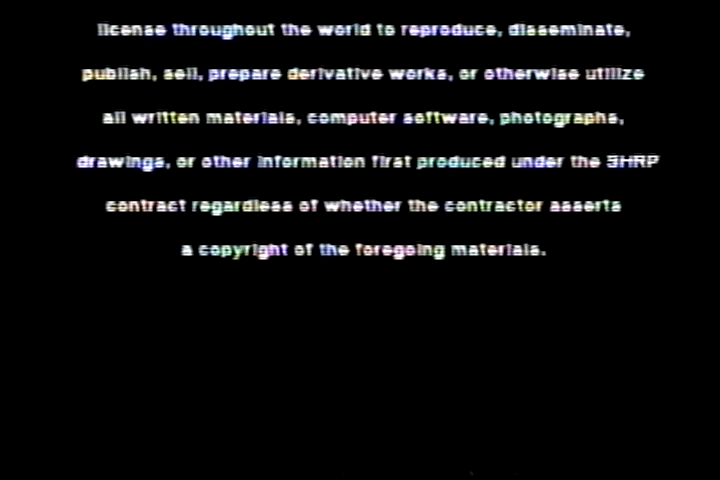 license throughout the world to reproduce, disseminate,
publish, sell, prepare derivative works, or otherwise utilize
all written materials, computer software, photographs,
drawings, or other information first produced under the SHRP
contract regardless of whether the contractor asserts
a copyright of the foregoing materials.